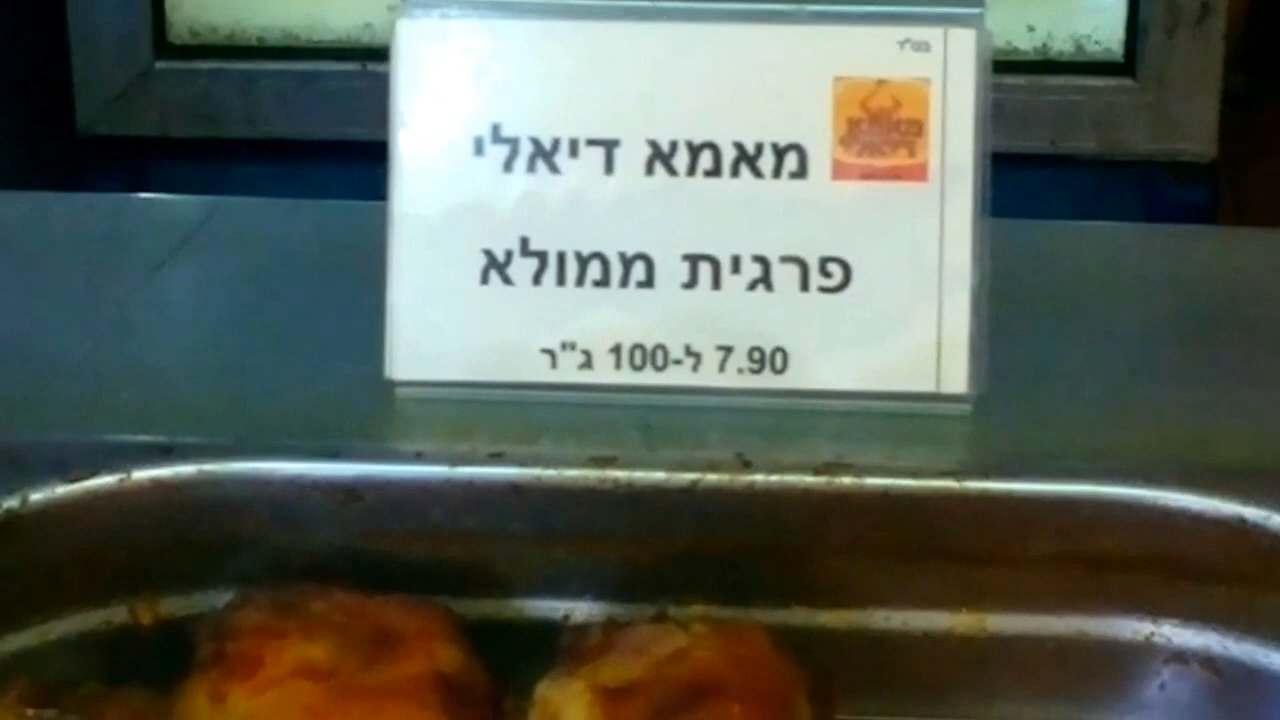 בס"ד
מאמא דיאלי
פרגית ממולא
7.90 ל-100 ג"ר